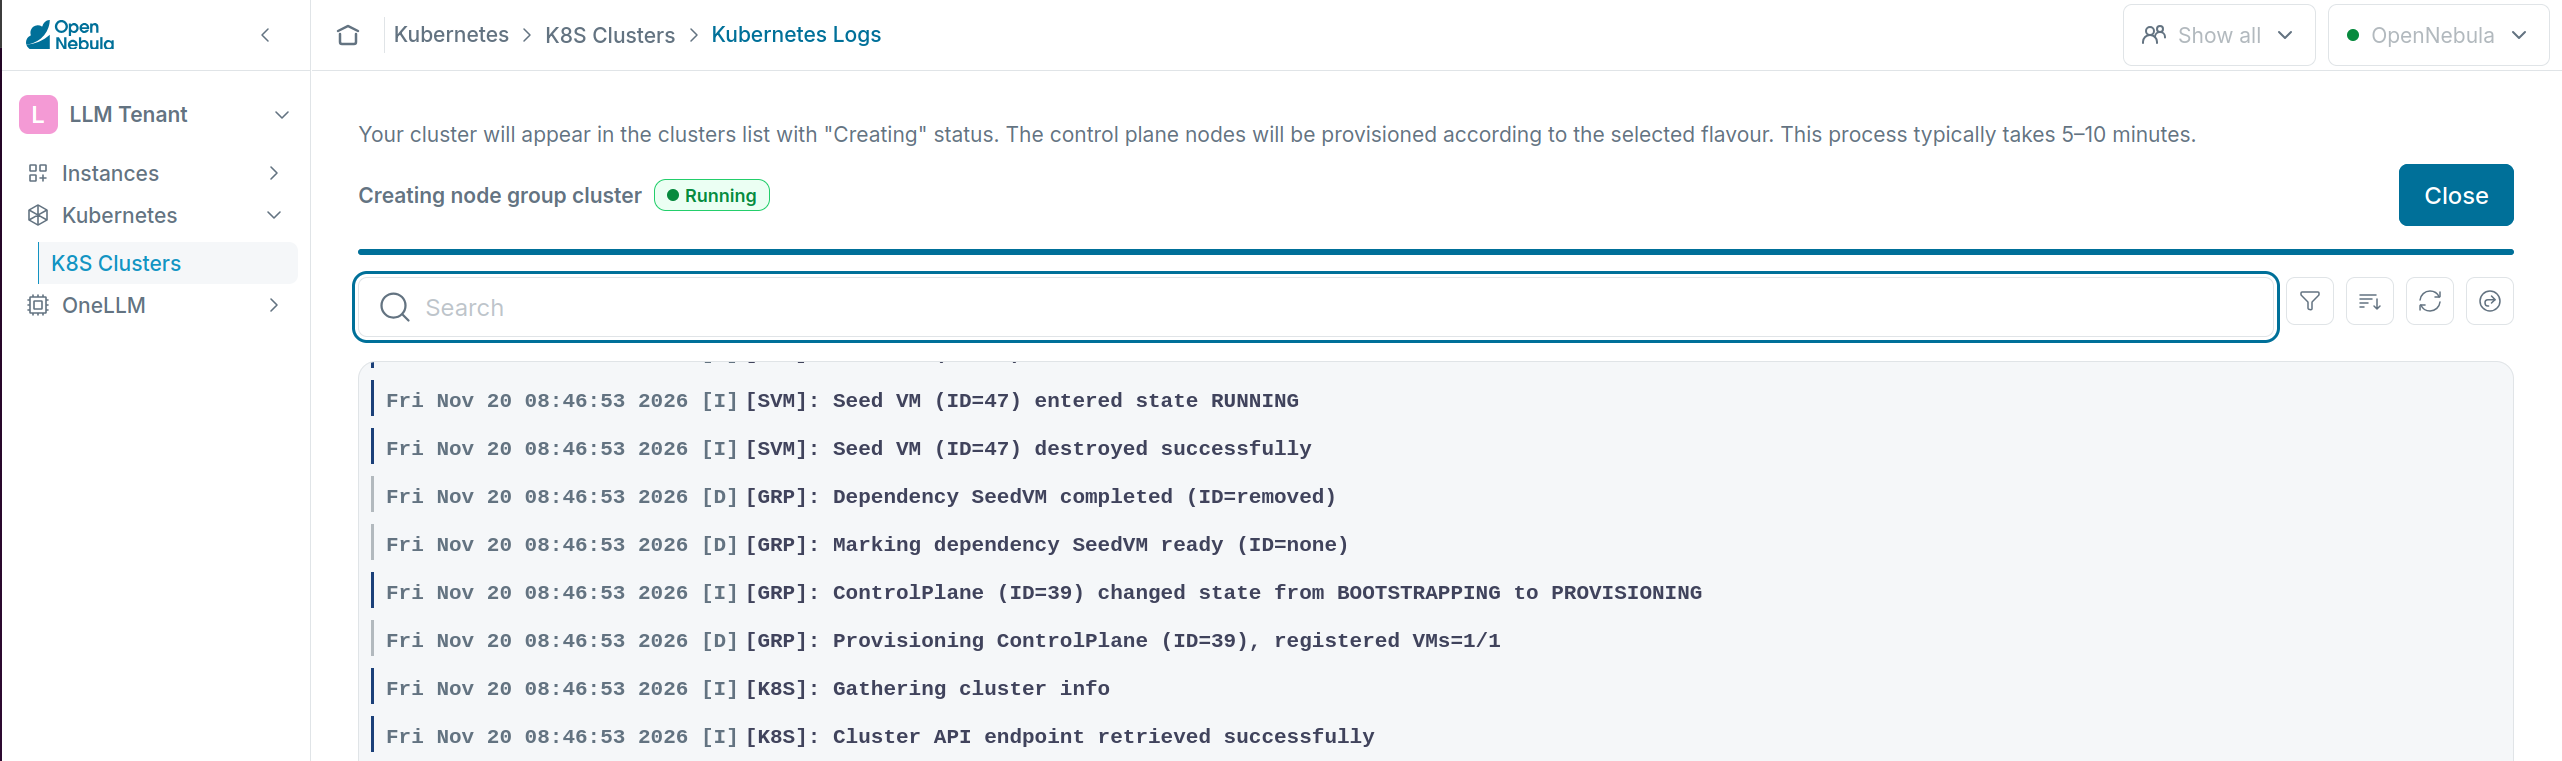 Open
Nebula
Kubernetes
K8S Clusters
Kubernetes Logs
Show all
OpenNebula
L
LLM Tenant
Instances
Kubernetes
K8S Clusters
OneLLM
Your cluster will appear in the clusters list with "Creating" status. The control plane nodes will be provisioned according to the selected flavour. This process typically takes 5–10 minutes.
Creating node group cluster
Running
Close
Search
Fri Nov 20 08:46:53 2026 [I] [SVM]: Seed VM (ID=47) entered state RUNNING
Fri Nov 20 08:46:53 2026 [I] [SVM]: Seed VM (ID=47) destroyed successfully
Fri Nov 20 08:46:53 2026 [D] [GRP]: Dependency SeedVM completed (ID=removed)
Fri Nov 20 08:46:53 2026 [D] [GRP]: Marking dependency SeedVM ready (ID=none)
Fri Nov 20 08:46:53 2026 [I] [GRP]: ControlPlane (ID=39) changed state from BOOTSTRAPPING to PROVISIONING
Fri Nov 20 08:46:53 2026 [D] [GRP]: Provisioning ControlPlane (ID=39), registered VMs=1/1
Fri Nov 20 08:46:53 2026 [I] [K8S]: Gathering cluster info
Fri Nov 20 08:46:53 2026 [I] [K8S]: Cluster API endpoint retrieved successfully